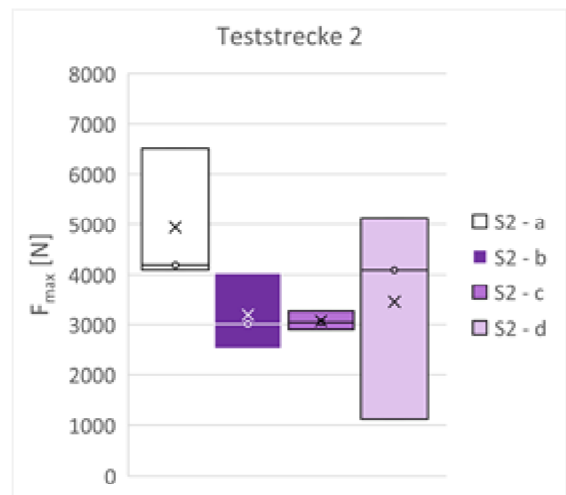 Teststrecke 2
8000
7000
6000
5000
4000
3000
2000
1000
0
F_max [N]
S2 - a
S2 - b
S2 - c
S2 - d